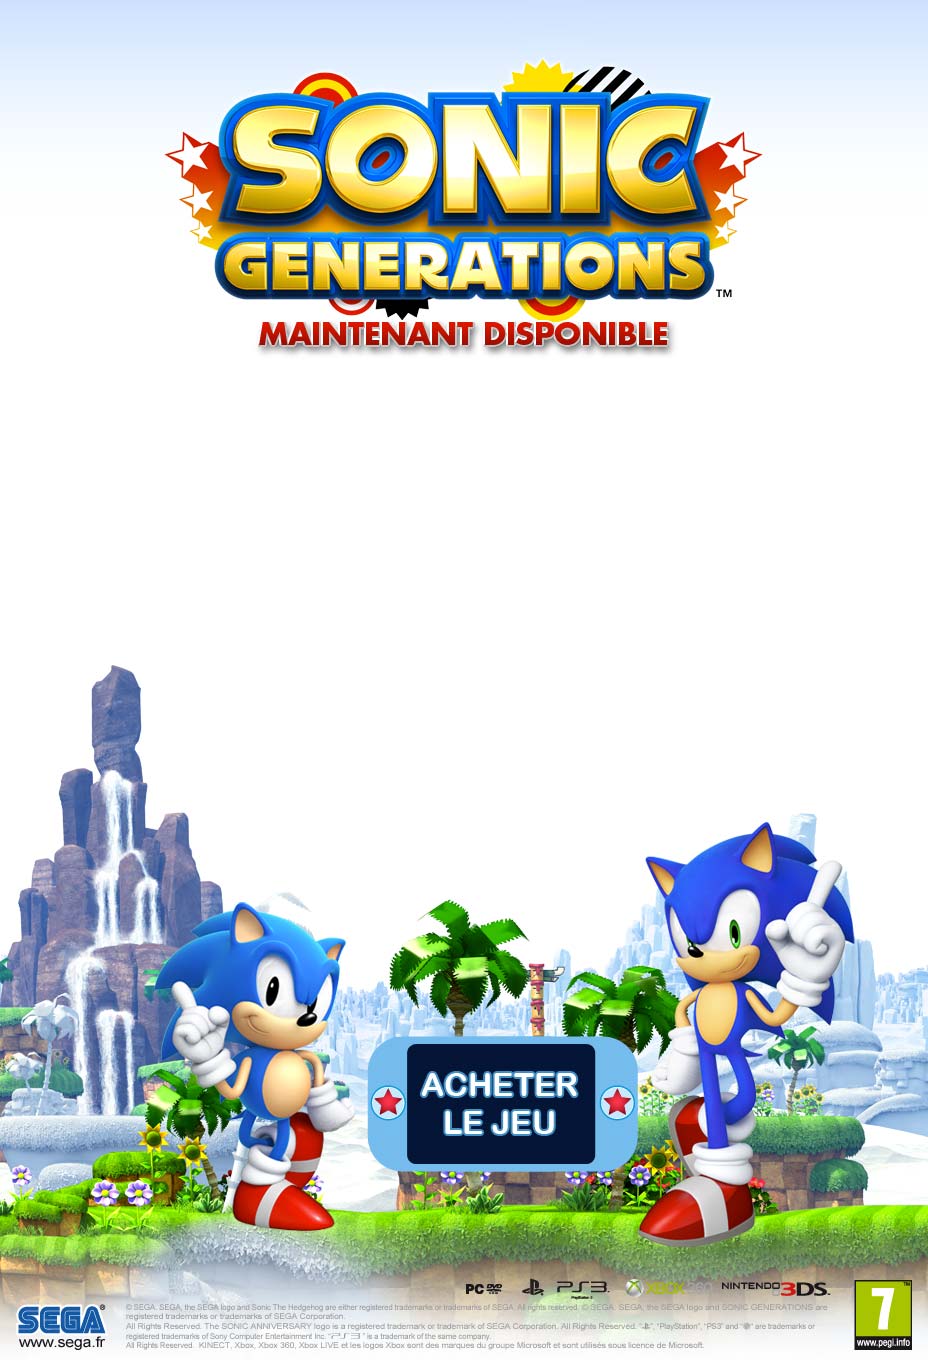 SONIC
GENERATIONS™
MAINTENANT DISPONIBLE
ACHETER
LE JEU
PC DVD PS3 PlayStation 3 XBOX 360 NINTENDO 3DS
SEGA®
www.sega.fr
© SEGA. SEGA, the SEGA logo and Sonic The Hedgehog are either registered trademarks or trademarks of SEGA. All rights reserved. © SEGA. SEGA, the SEGA logo and SONIC GENERATIONS are
registered trademarks or trademarks of SEGA Corporation.
All Rights Reserved. The SONIC ANNIVERSARY logo is a registered trademark or trademark of SEGA Corporation. All Rights Reserved. "", "PlayStation", "PS3" and "" are trademarks or
registered trademarks of Sony Computer Entertainment Inc. "PS3" is a trademark of the same company.
All Rights Reserved. KINECT, Xbox, Xbox 360, Xbox LIVE et les logos Xbox sont des marques du groupe Microsoft et sont utilisés sous licence de Microsoft.
7™
www.pegi.info